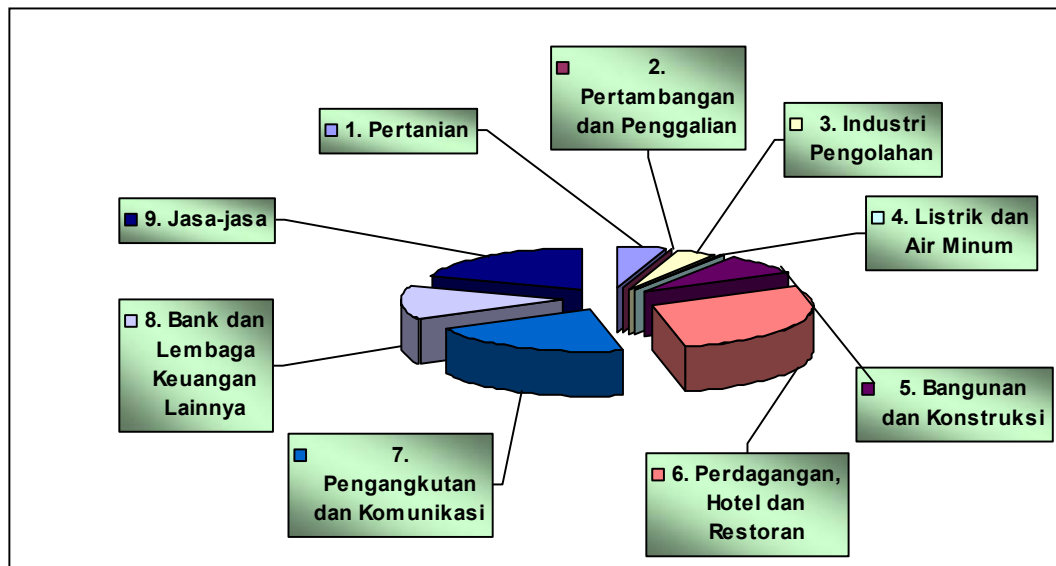 1. Pertanian
2.
Pertambangan
dan Penggalian
3. Industri
Pengolahan
4. Listrik dan
Air Minum
5. Bangunan
dan Konstruksi
6. Perdagangan,
Hotel dan
Restoran
7.
Pengangkutan
dan Komunikasi
8. Bank dan
Lembaga
Keuangan
Lainnya
9. Jasa-jasa